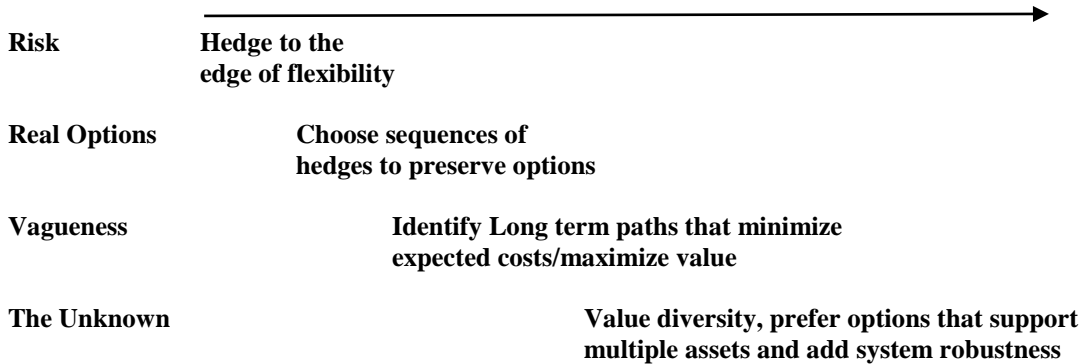 Risk Hedge to the
edge of flexibility
Real Options Choose sequences of
hedges to preserve options
Vagueness Identify Long term paths that minimize
expected costs/maximize value
The Unknown Value diversity, prefer options that support
multiple assets and add system robustness